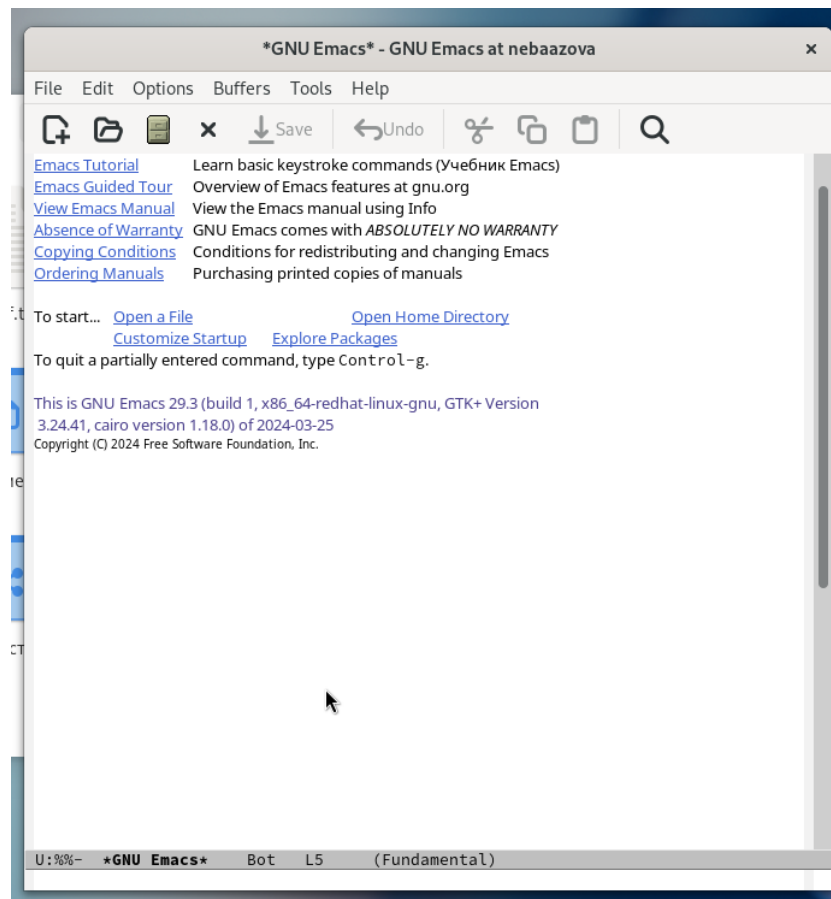 *GNU Emacs* - GNU Emacs at nebaazova
File Edit Options Buffers Tools Help
Save Undo
Emacs Tutorial Learn basic keystroke commands (Учебник Emacs)
Emacs Guided Tour Overview of Emacs features at gnu.org
View Emacs Manual View the Emacs manual using Info
Absence of Warranty GNU Emacs comes with ABSOLUTELY NO WARRANTY
Copying Conditions Conditions for redistributing and changing Emacs
Ordering Manuals Purchasing printed copies of manuals
To start... Open a File Open Home Directory
Customize Startup Explore Packages
To quit a partially entered command, type Control-g.
This is GNU Emacs 29.3 (build 1, x86_64-redhat-linux-gnu, GTK+ Version
3.24.41, cairo version 1.18.0) of 2024-03-25
Copyright (C) 2024 Free Software Foundation, Inc.
U:%%- *GNU Emacs* Bot L5 (Fundamental)